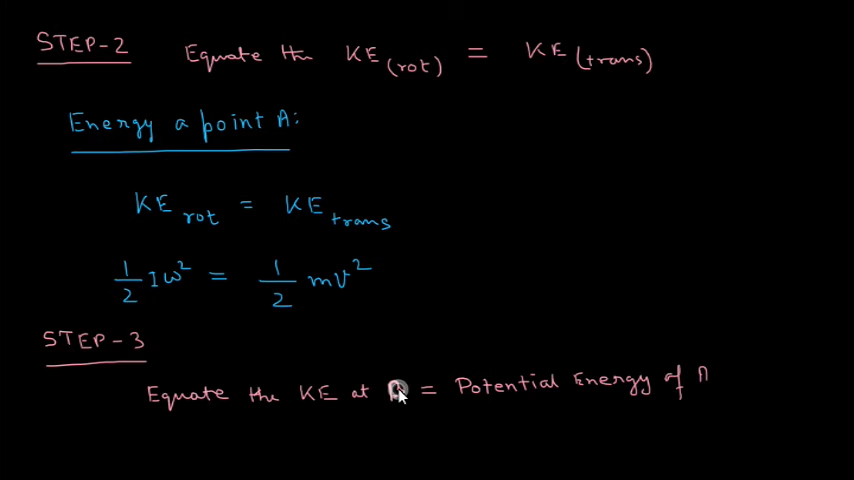 STEP-2 Equate the KE(rot) = KE(trans)
Energy a point A:
KE rot = KE trans
1/2 Iω² = 1/2 mv²
STEP-3
Equate the KE at = Potential Energy of A